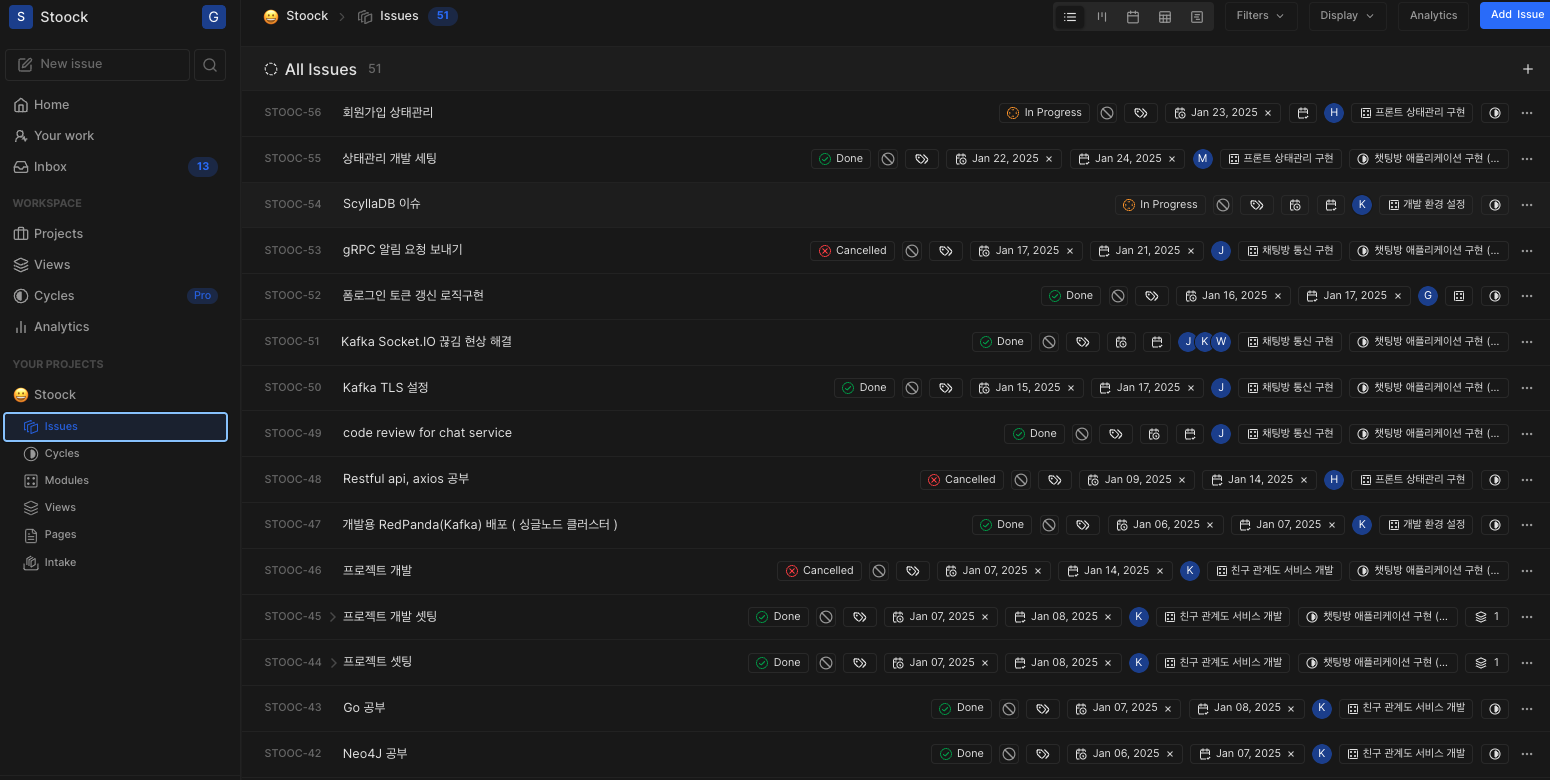 S Stoock G
New issue
Home
Your work
Inbox 13
WORKSPACE
Projects
Views
Cycles Pro
Analytics
YOUR PROJECTS
Stoock
Issues
Cycles
Modules
Views
Pages
Intake
Stoock Issues 51
Filters Display Analytics Add Issue
All Issues 51
STOOC-56 회원가입 상태관리 In Progress Jan 23, 2025 H 프론트 상태관리 구현
STOOC-55 상태관리 개발 세팅 Done Jan 22, 2025 Jan 24, 2025 M 프론트 상태관리 구현 챗팅방 애플리케이션 구현 (...
STOOC-54 ScyllaDB 이슈 In Progress K 개발 환경 설정
STOOC-53 gRPC 알림 요청 보내기 Cancelled Jan 17, 2025 Jan 21, 2025 J 채팅방 통신 구현 챗팅방 애플리케이션 구현 (...
STOOC-52 폼로그인 토큰 갱신 로직구현 Done Jan 16, 2025 Jan 17, 2025 G
STOOC-51 Kafka Socket.IO 끊김 현상 해결 Done J K W 채팅방 통신 구현 챗팅방 애플리케이션 구현 (...
STOOC-50 Kafka TLS 설정 Done Jan 15, 2025 Jan 17, 2025 J 채팅방 통신 구현 챗팅방 애플리케이션 구현 (...
STOOC-49 code review for chat service Done J 채팅방 통신 구현 챗팅방 애플리케이션 구현 (...
STOOC-48 Restful api, axios 공부 Cancelled Jan 09, 2025 Jan 14, 2025 H 프론트 상태관리 구현
STOOC-47 개발용 RedPanda(Kafka) 배포 ( 싱글노드 클러스터 ) Done Jan 06, 2025 Jan 07, 2025 K 개발 환경 설정
STOOC-46 프로젝트 개발 Cancelled Jan 07, 2025 Jan 14, 2025 K 친구 관계도 서비스 개발 챗팅방 애플리케이션 구현 (...
STOOC-45 프로젝트 개발 셋팅 Done Jan 07, 2025 Jan 08, 2025 K 친구 관계도 서비스 개발 챗팅방 애플리케이션 구현 (... 1
STOOC-44 프로젝트 셋팅 Done Jan 07, 2025 Jan 08, 2025 K 친구 관계도 서비스 개발 챗팅방 애플리케이션 구현 (... 1
STOOC-43 Go 공부 Done Jan 07, 2025 Jan 08, 2025 K 친구 관계도 서비스 개발
STOOC-42 Neo4J 공부 Done Jan 06, 2025 Jan 07, 2025 K 친구 관계도 서비스 개발